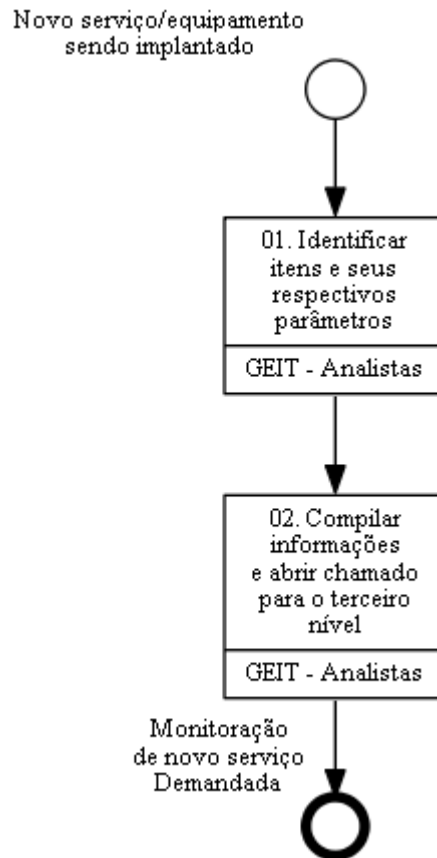 Novo serviço/equipamento
sendo implantado
01. Identificar
itens e seus
respectivos
parâmetros
GEIT - Analistas
02. Compilar
informações
e abrir chamado
para o terceiro
nível
GEIT - Analistas
Monitoração
de novo serviço
Demandada